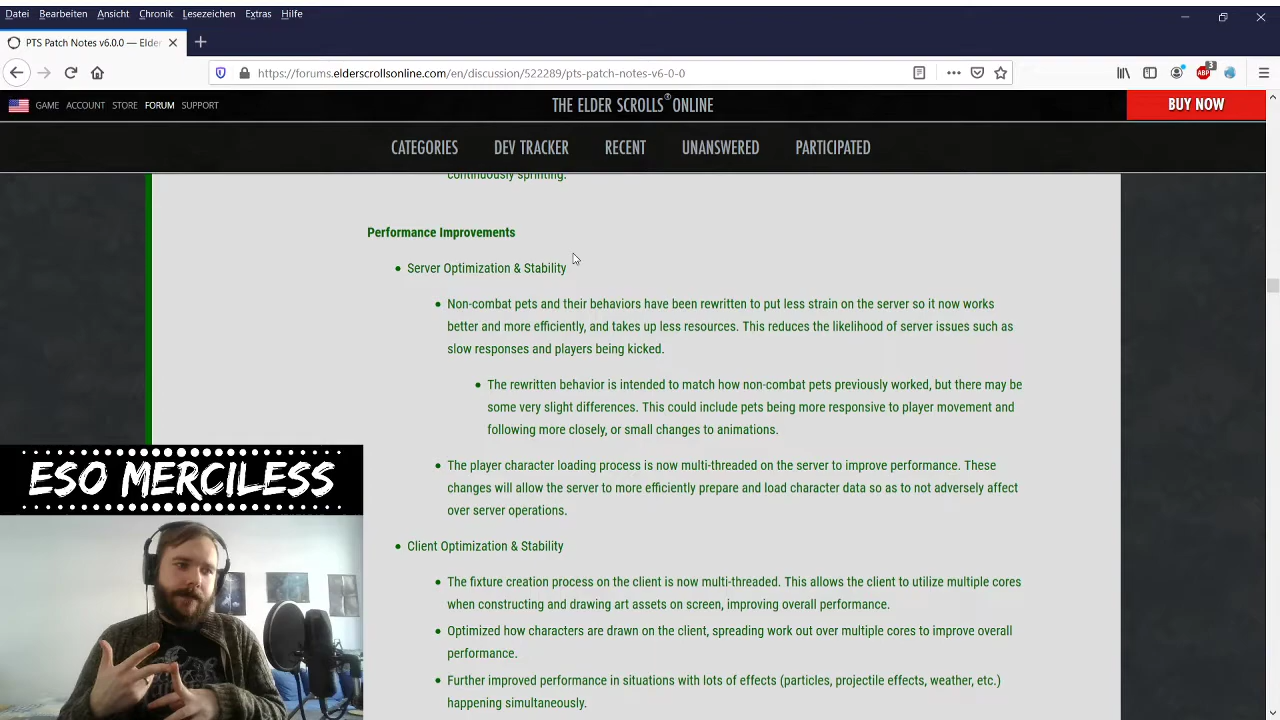 Datei Bearbeiten Ansicht Chronik Lesezeichen Extras Hilfe
PTS Patch Notes v6.0.0 — Elder
https://forums.elderscrollsonline.com/en/discussion/522289/pts-patch-notes-v6-0-0
ABP 3
GAME ACCOUNT STORE FORUM SUPPORT
THE ELDER SCROLLS® ONLINE
BUY NOW
CATEGORIES DEV TRACKER RECENT UNANSWERED PARTICIPATED
continuously sprinting.
Performance Improvements
Server Optimization & Stability
Non-combat pets and their behaviors have been rewritten to put less strain on the server so it now works
better and more efficiently, and takes up less resources. This reduces the likelihood of server issues such as
slow responses and players being kicked.
The rewritten behavior is intended to match how non-combat pets previously worked, but there may be
some very slight differences. This could include pets being more responsive to player movement and
following more closely, or small changes to animations.
The player character loading process is now multi-threaded on the server to improve performance. These
changes will allow the server to more efficiently prepare and load character data so as to not adversely affect
over server operations.
Client Optimization & Stability
The fixture creation process on the client is now multi-threaded. This allows the client to utilize multiple cores
when constructing and drawing art assets on screen, improving overall performance.
Optimized how characters are drawn on the client, spreading work out over multiple cores to improve overall
performance.
Further improved performance in situations with lots of effects (particles, projectile effects, weather, etc.)
happening simultaneously.
ESO MERCILESS